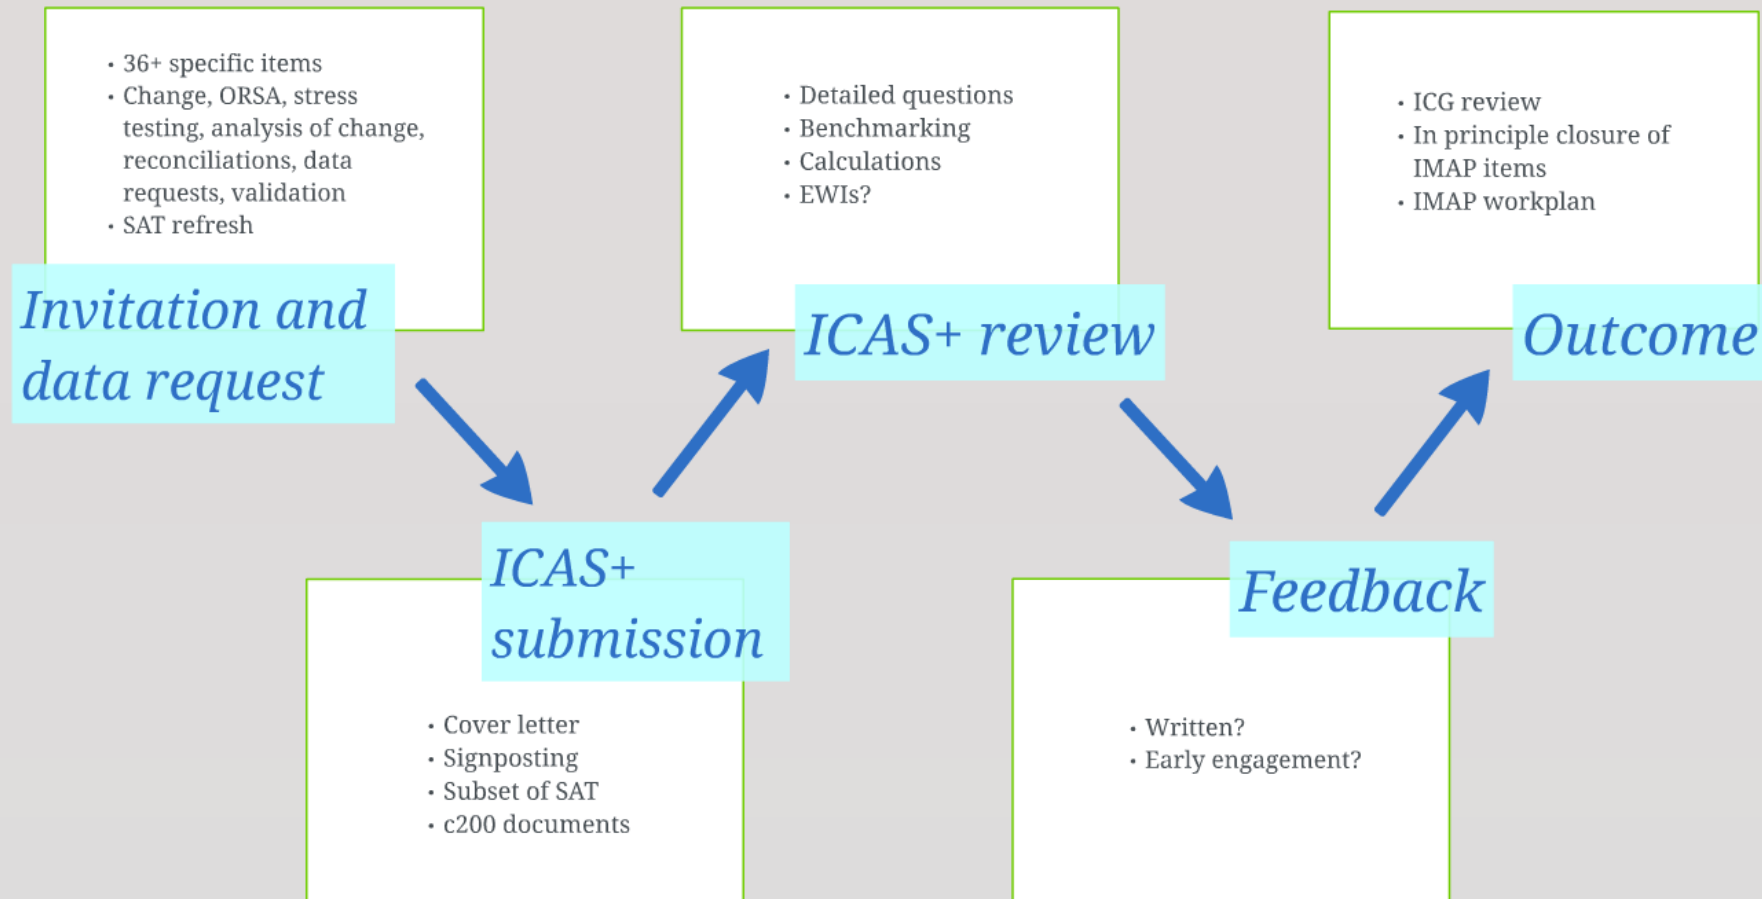 • 36+ specific items
• Change, ORSA, stress
testing, analysis of change,
reconciliations, data
requests, validation
• SAT refresh
Invitation and
data request
ICAS+
submission
• Cover letter
• Signposting
• Subset of SAT
• c200 documents
• Detailed questions
• Benchmarking
• Calculations
• EWIs?
ICAS+ review
Feedback
• Written?
• Early engagement?
• ICG review
• In principle closure of
IMAP items
• IMAP workplan
Outcome